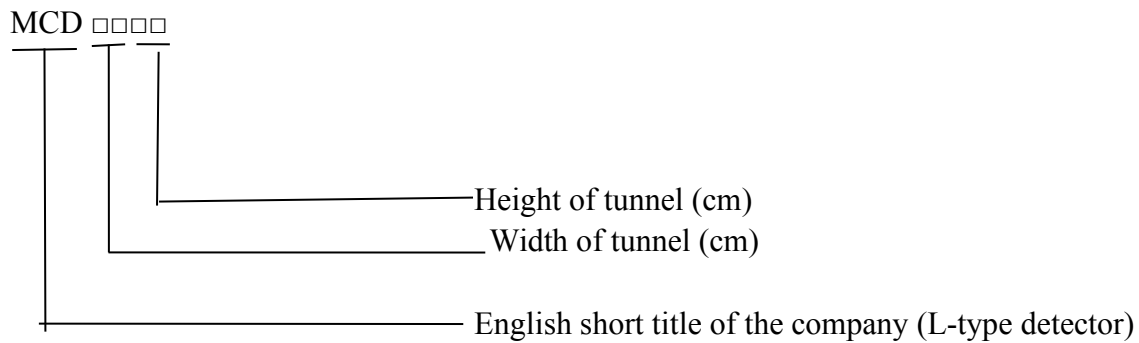 MCD □□□□
Height of tunnel (cm)
Width of tunnel (cm)
English short title of the company (L-type detector)